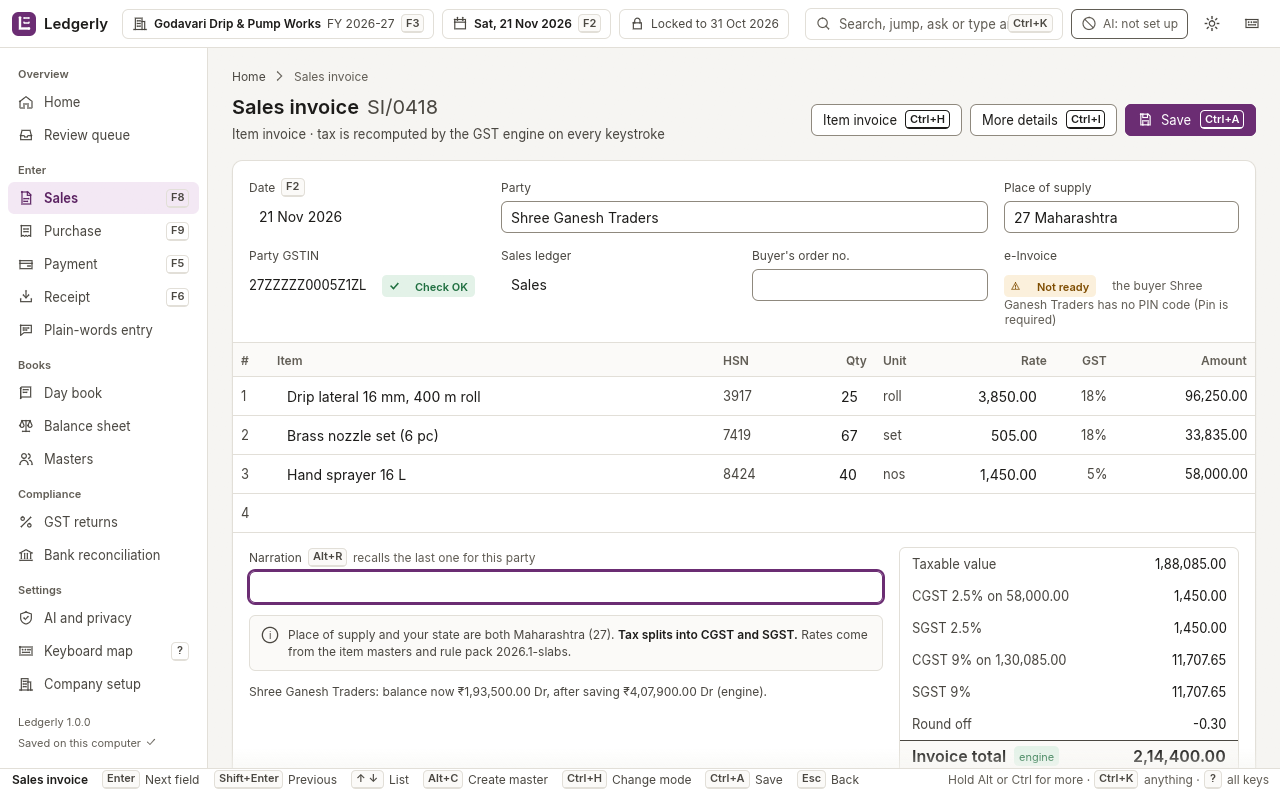 Ledgerly
Godavari Drip & Pump Works FY 2026-27 F3
Sat, 21 Nov 2026 F2
Locked to 31 Oct 2026
Search, jump, ask or type a Ctrl+K
AI: not set up
Overview
Home
Review queue
Enter
Sales F8
Purchase F9
Payment F5
Receipt F6
Plain-words entry
Books
Day book
Balance sheet
Masters
Compliance
GST returns
Bank reconciliation
Settings
AI and privacy
Keyboard map ?
Company setup
Ledgerly 1.0.0
Saved on this computer
Home Sales invoice
Sales invoice SI/0418
Item invoice · tax is recomputed by the GST engine on every keystroke
Item invoice Ctrl+H
More details Ctrl+I
Save Ctrl+A
Date F2
21 Nov 2026
Party
Shree Ganesh Traders
Place of supply
27 Maharashtra
Party GSTIN
27ZZZZZ0005Z1ZL Check OK
Sales ledger
Sales
Buyer's order no.
e-Invoice
Not ready the buyer Shree
Ganesh Traders has no PIN code (Pin is
required)
# Item HSN Qty Unit Rate GST Amount
1 Drip lateral 16 mm, 400 m roll 3917 25 roll 3,850.00 18% 96,250.00
2 Brass nozzle set (6 pc) 7419 67 set 505.00 18% 33,835.00
3 Hand sprayer 16 L 8424 40 nos 1,450.00 5% 58,000.00
4
Narration Alt+R recalls the last one for this party
Place of supply and your state are both Maharashtra (27). Tax splits into CGST and SGST. Rates come
from the item masters and rule pack 2026.1-slabs.
Shree Ganesh Traders: balance now ₹1,93,500.00 Dr, after saving ₹4,07,900.00 Dr (engine).
Taxable value 1,88,085.00
CGST 2.5% on 58,000.00 1,450.00
SGST 2.5% 1,450.00
CGST 9% on 1,30,085.00 11,707.65
SGST 9% 11,707.65
Round off -0.30
Invoice total engine 2,14,400.00
Sales invoice Enter Next field Shift+Enter Previous ↑ ↓ List Alt+C Create master Ctrl+H Change mode Ctrl+A Save Esc Back Hold Alt or Ctrl for more · Ctrl+K anything · ? all keys